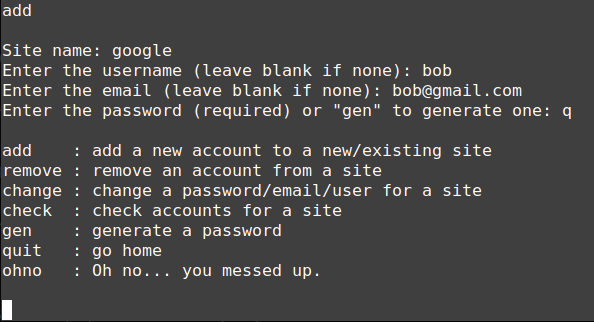 add
Site name: google
Enter the username (leave blank if none): bob
Enter the email (leave blank if none): bob@gmail.com
Enter the password (required) or "gen" to generate one: q
add    : add a new account to a new/existing site
remove : remove an account from a site
change : change a password/email/user for a site
check  : check accounts for a site
gen    : generate a password
quit   : go home
ohno   : Oh no... you messed up.